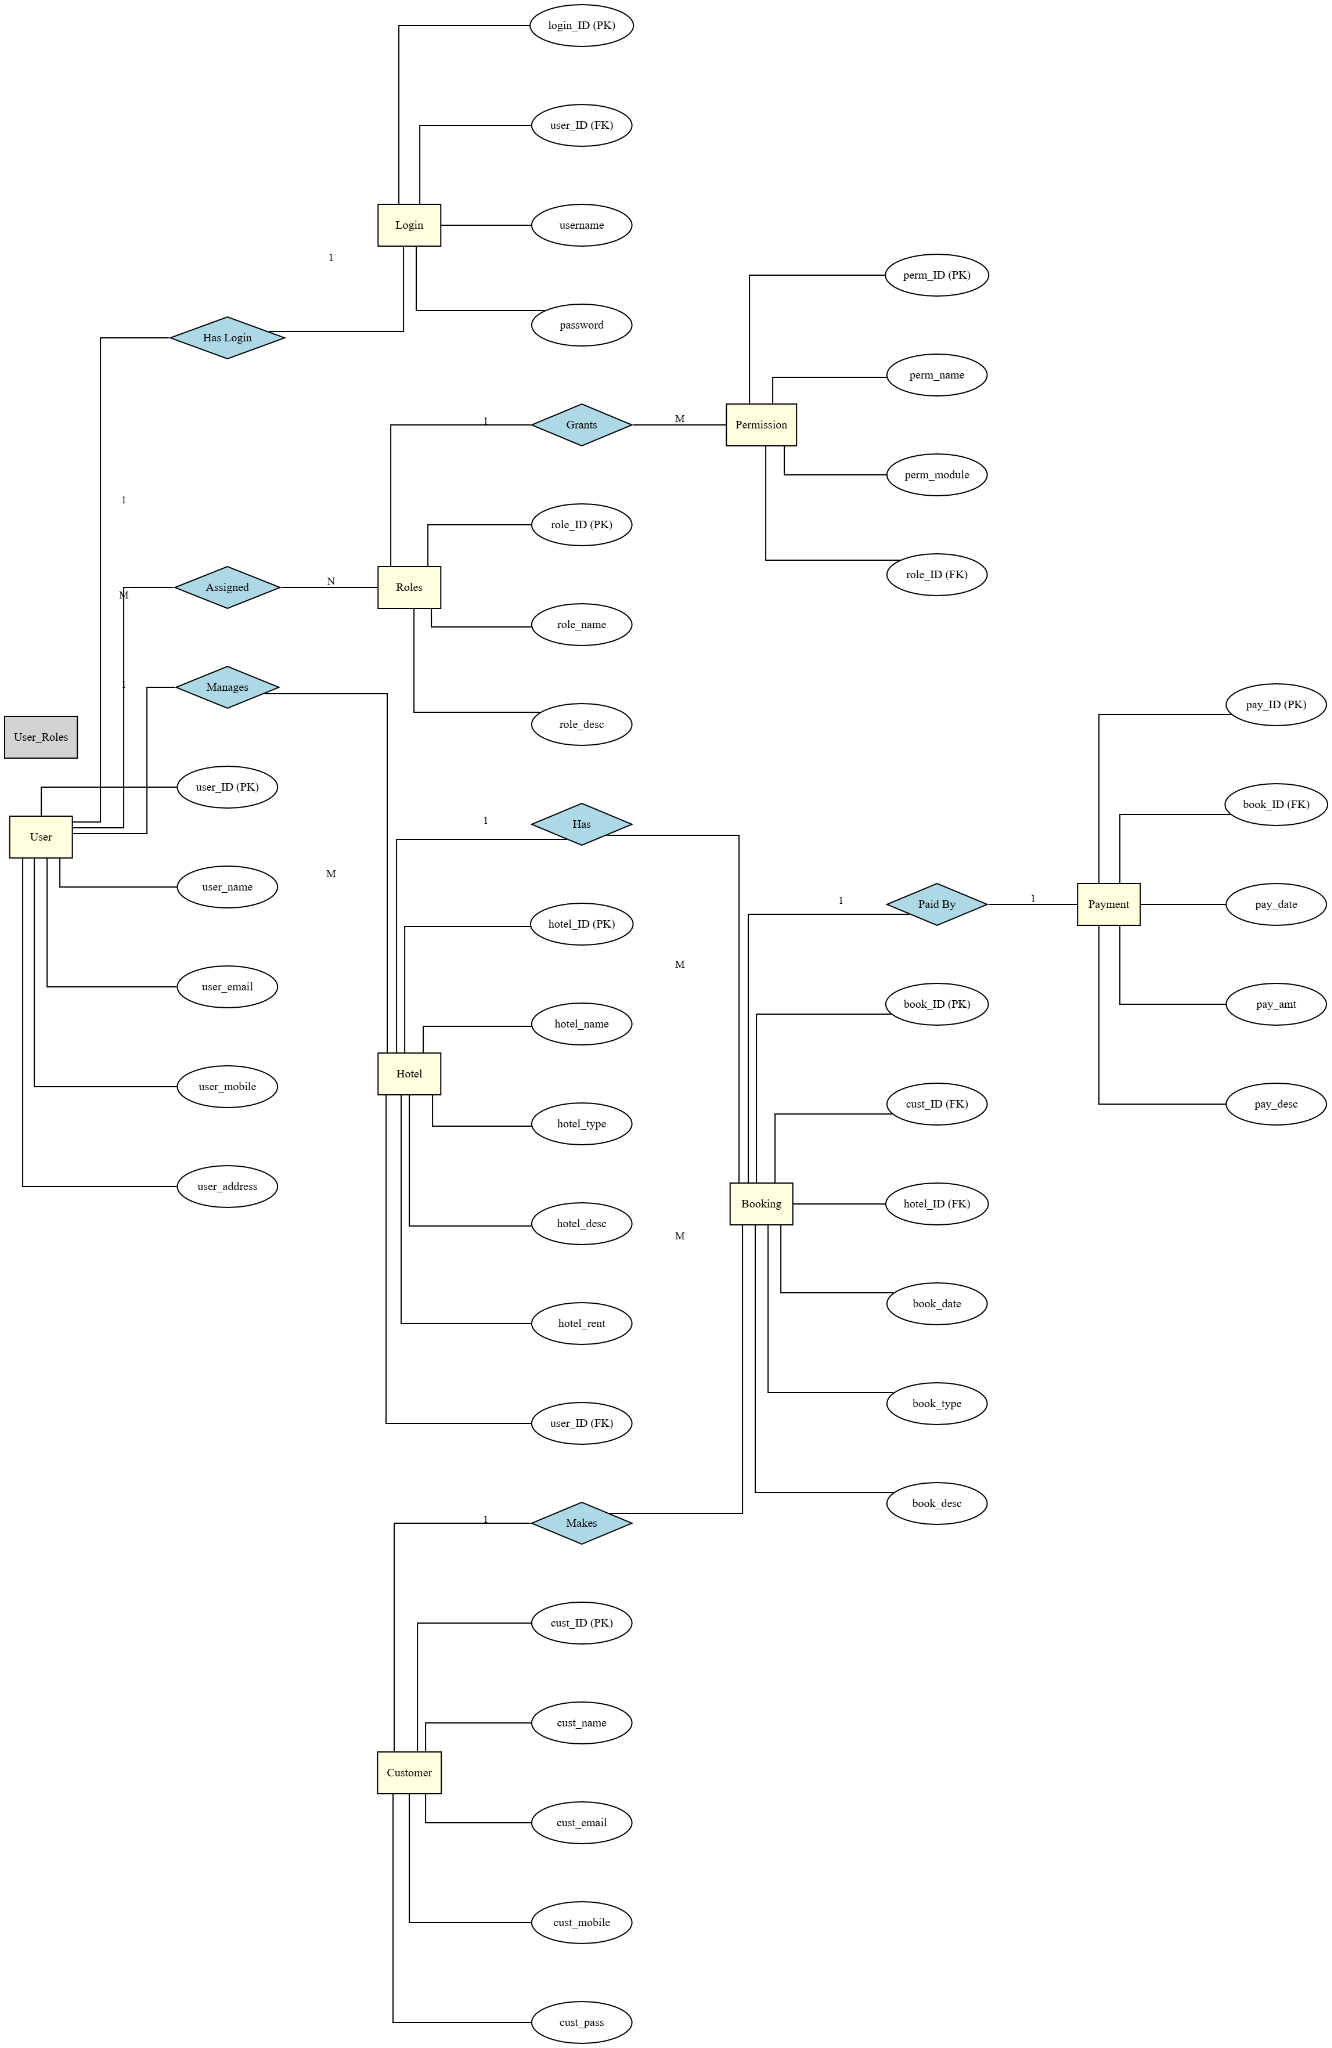 login_ID (PK)
user_ID (FK)
username
Login
1
perm_ID (PK)
password
Has Login
perm_name
1
M
Grants
Permission
perm_module
1
role_ID (PK)
role_ID (FK)
N
Assigned
Roles
M
role_name
1
Manages
pay_ID (PK)
role_desc
User_Roles
user_ID (PK)
book_ID (FK)
1
Has
User
M
user_name
1
1
Paid By
Payment
pay_date
hotel_ID (PK)
M
user_email
book_ID (PK)
pay_amt
hotel_name
Hotel
user_mobile
cust_ID (FK)
pay_desc
hotel_type
user_address
Booking
hotel_ID (FK)
hotel_desc
M
book_date
hotel_rent
book_type
user_ID (FK)
book_desc
1
Makes
cust_ID (PK)
cust_name
Customer
cust_email
cust_mobile
cust_pass